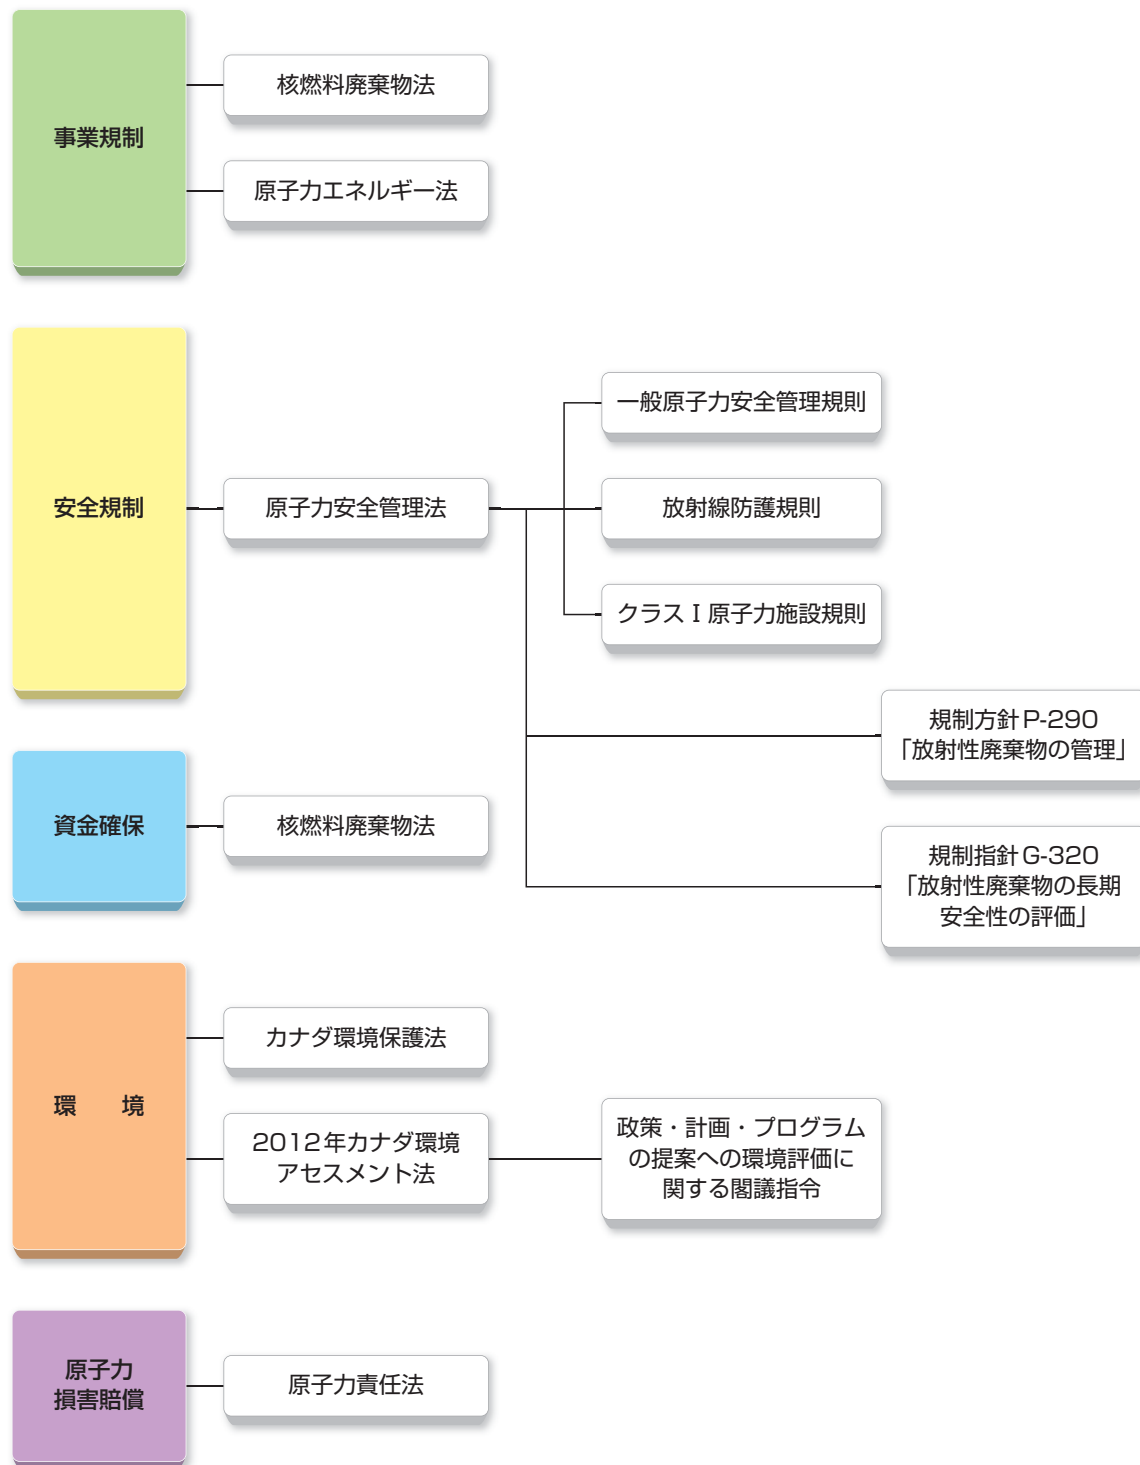 事業規制
核燃料廃棄物法
原子力エネルギー法
安全規制
原子力安全管理法
一般原子力安全管理規則
放射線防護規則
クラスⅠ原子力施設規則
規制方針P-290
「放射性廃棄物の管理」
規制指針G-320
「放射性廃棄物の長期
安全性の評価」
資金確保
核燃料廃棄物法
環　境
カナダ環境保護法
2012年カナダ環境
アセスメント法
政策・計画・プログラム
の提案への環境評価に
関する閣議指令
原子力
損害賠償
原子力責任法